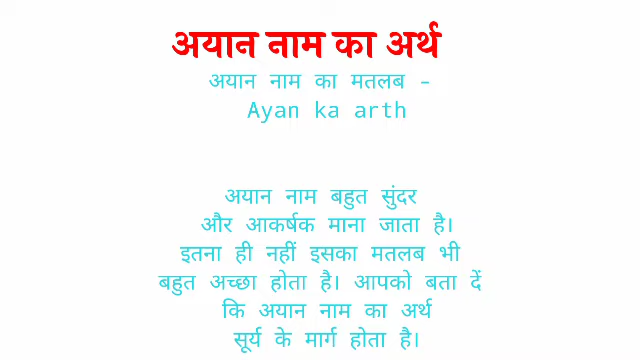 अयान नाम का अर्थ
अयान नाम का मतलब -
Ayan ka arth
अयान नाम बहुत सुंदर
और आकर्षक माना जाता है।
इतना ही नहीं इसका मतलब भी
बहुत अच्छा होता है। आपको बता दें
कि अयान नाम का अर्थ
सूर्य के मार्ग होता है।